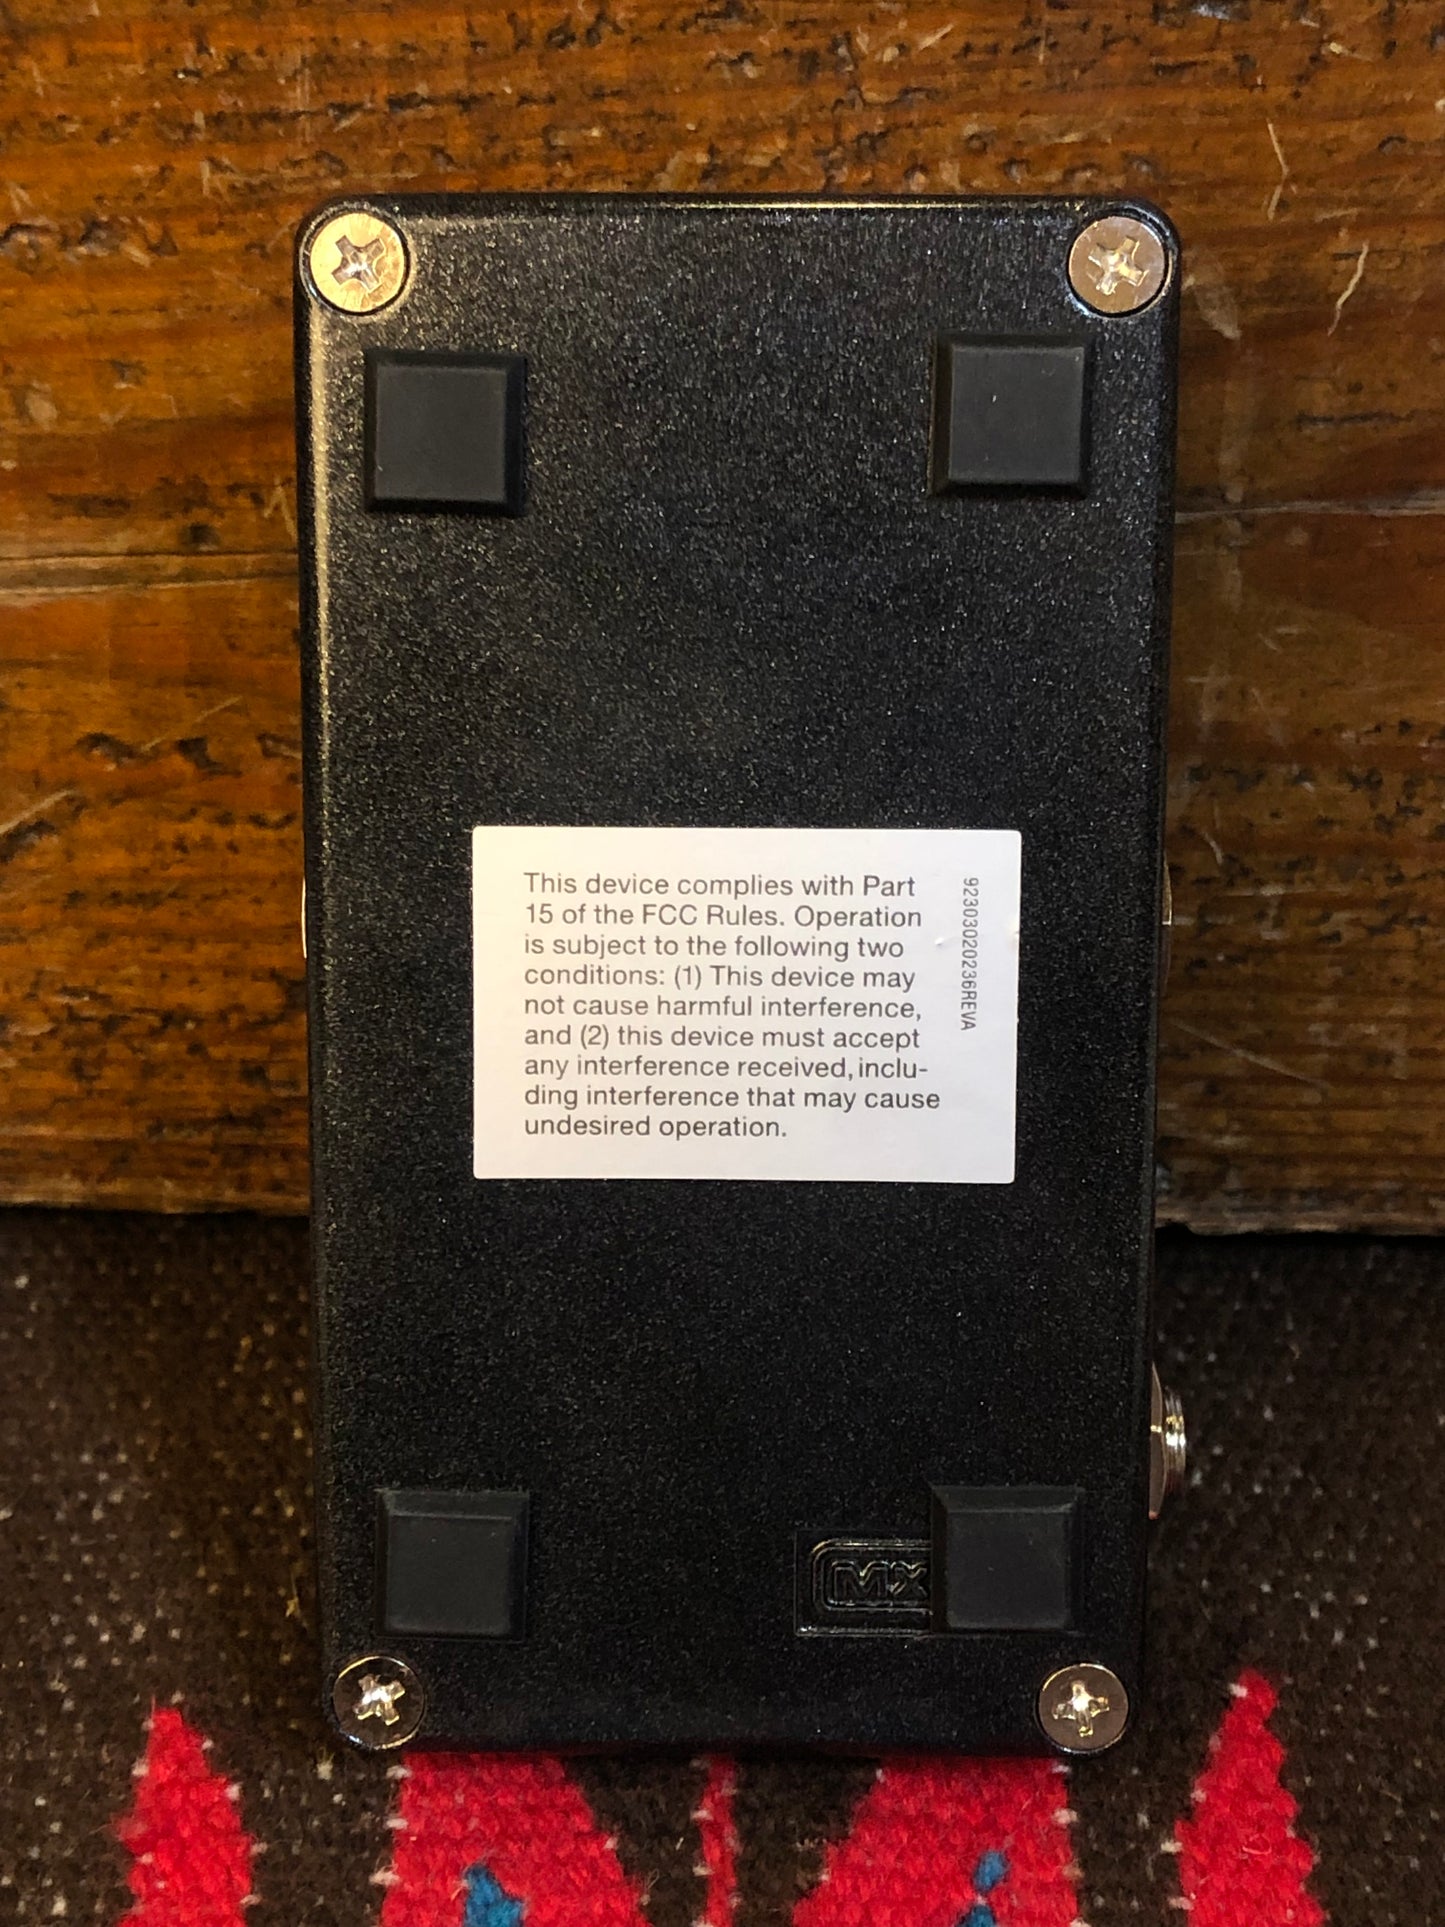 This device complies with Part
15 of the FCC Rules. Operation
is subject to the following two
conditions: (1) This device may
not cause harmful interference,
and (2) this device must accept
any interference received, inclu-
ding interference that may cause
undesired operation.
92303020236REVA
MX